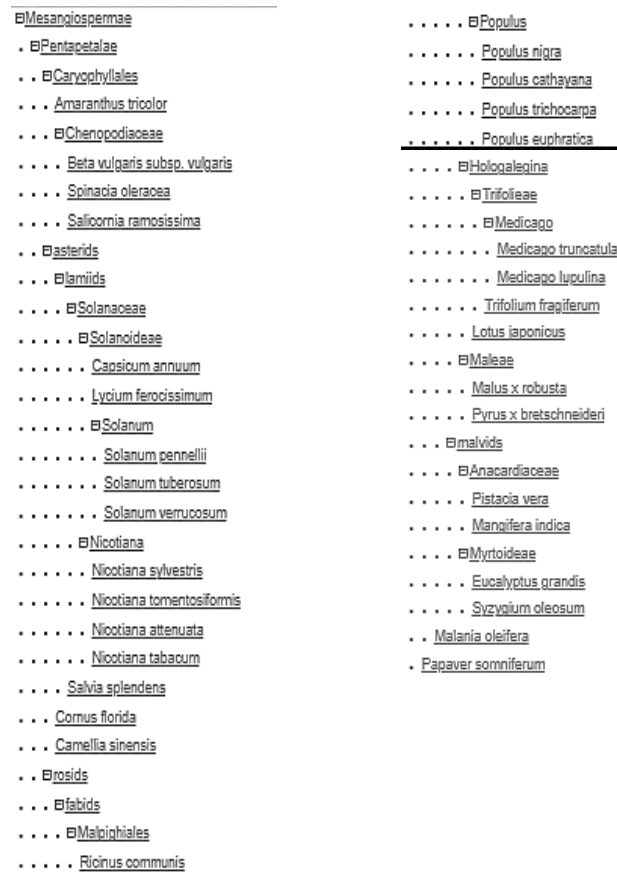 ⊟Mesangiospermae
. ⊟Pentapetalae
. . ⊟Caryophyllales
. . . Amaranthus tricolor
. . . ⊟Chenopodiaceae
. . . . Beta vulgaris subsp. vulgaris
. . . . Spinacia oleracea
. . . . Salicornia ramosissima
. . ⊟asterids
. . . ⊟lamiids
. . . . ⊟Solanaceae
. . . . . ⊟Solanoideae
. . . . . . Capsicum annuum
. . . . . . Lycium ferocissimum
. . . . . . ⊟Solanum
. . . . . . . Solanum pennellii
. . . . . . . Solanum tuberosum
. . . . . . . Solanum verrucosum
. . . . . ⊟Nicotiana
. . . . . . Nicotiana sylvestris
. . . . . . Nicotiana tomentosiformis
. . . . . . Nicotiana attenuata
. . . . . . Nicotiana tabacum
. . . . Salvia splendens
. . . Cornus florida
. . . Camellia sinensis
. . ⊟rosids
. . . ⊟fabids
. . . . ⊟Malpighiales
. . . . . Ricinus communis
. . . . . ⊟Populus
. . . . . . Populus nigra
. . . . . . Populus cathayana
. . . . . . Populus trichocarpa
. . . . . . Populus euphratica
. . . . ⊟Hologalegina
. . . . . ⊟Trifolieae
. . . . . . ⊟Medicago
. . . . . . . Medicago truncatula
. . . . . . . Medicago lupulina
. . . . . . Trifolium fragiferum
. . . . . Lotus japonicus
. . . . ⊟Maleae
. . . . . Malus x robusta
. . . . . Pyrus x bretschneideri
. . . ⊟malvids
. . . . ⊟Anacardiaceae
. . . . . Pistacia vera
. . . . . Mangifera indica
. . . . ⊟Myrtoideae
. . . . . Eucalyptus grandis
. . . . . Syzygium oleosum
. . Malania oleifera
. Papaver somniferum